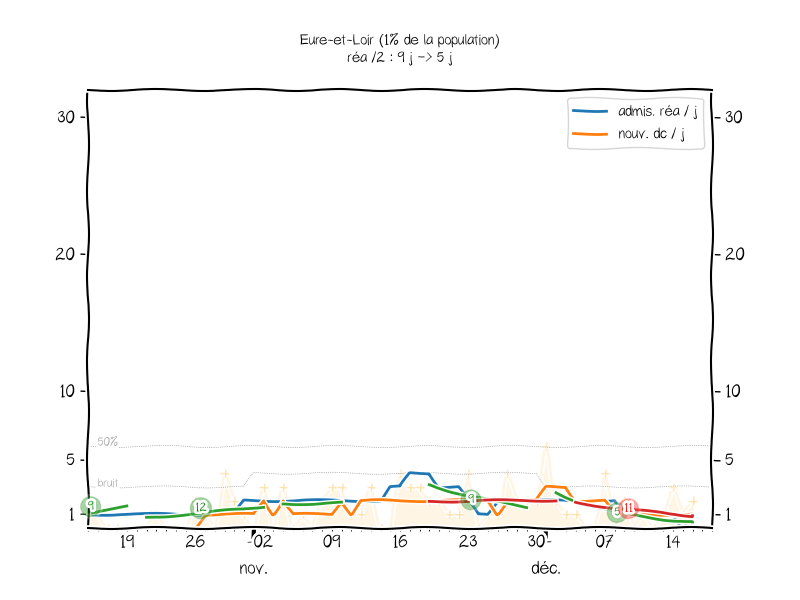 Eure-et-Loir (1% de la population)
réa /2 : 9 j -> 5 j
admis. réa / j
nouv. dc / j
30 30
20 20
10 10
50%
5 5
bruit
9 12 9 5 11
1 1
19 26 02 09 16 23 30 07 14
nov. déc.